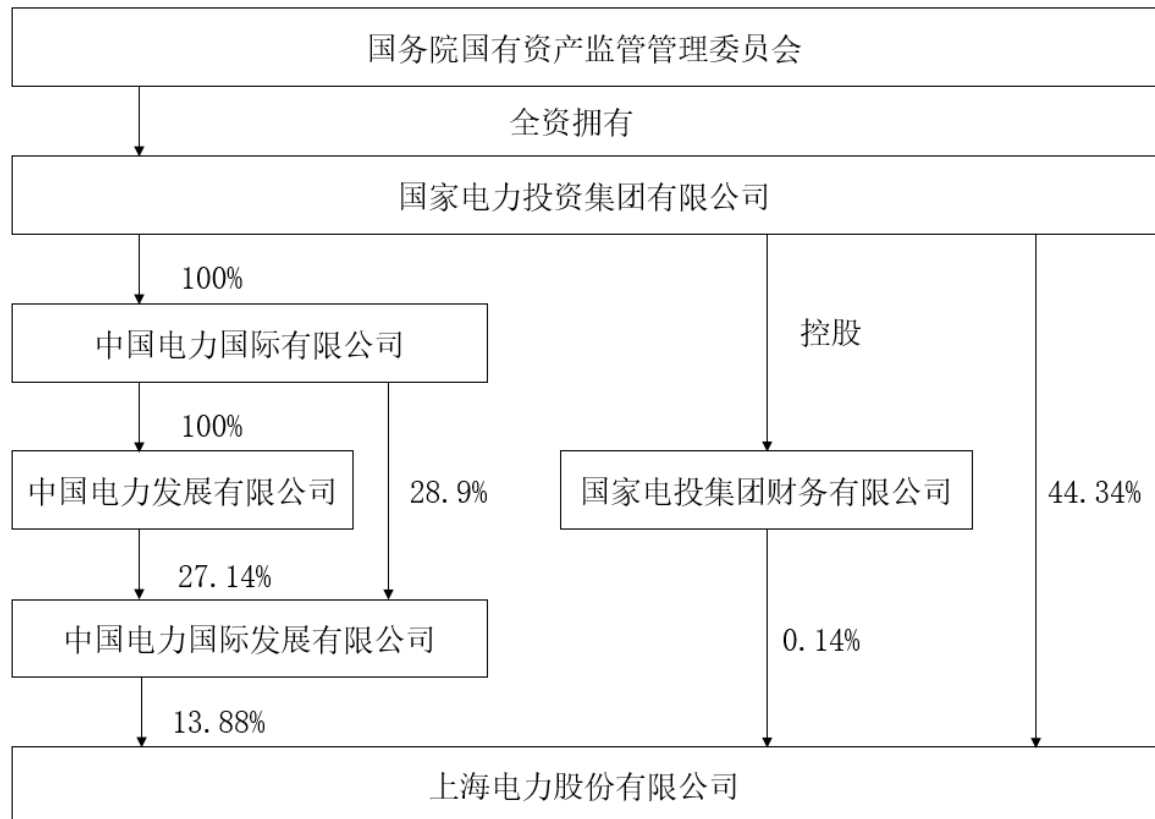 国务院国有资产监督管理委员会
全资拥有
国家电力投资集团有限公司
100%
中国电力国际有限公司
控股
100%
中国电力发展有限公司
28.9%
国家电投集团财务有限公司
44.34%
27.14%
中国电力国际发展有限公司
0.14%
13.88%
上海电力股份有限公司